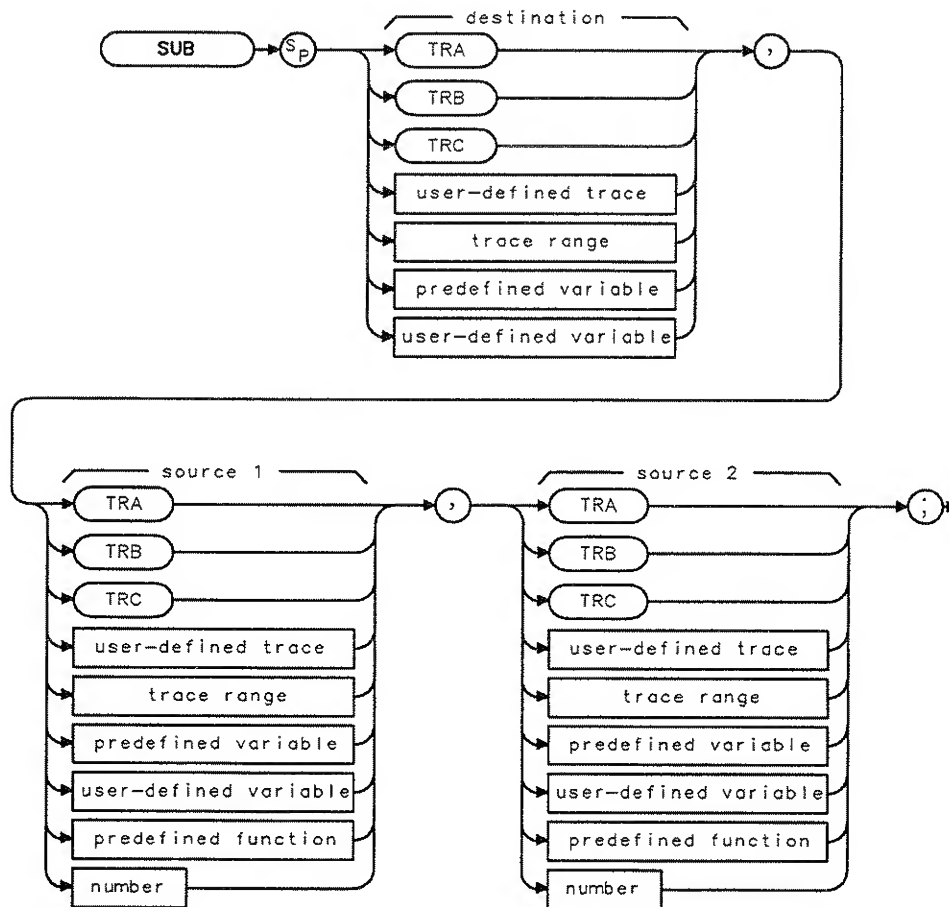 destination
SUB SP TRA ,
TRB
TRC
user-defined trace
trace range
predefined variable
user-defined variable
source 1
TRA ,
TRB
TRC
user-defined trace
trace range
predefined variable
user-defined variable
predefined function
number
source 2
TRA ;
TRB
TRC
user-defined trace
trace range
predefined variable
user-defined variable
predefined function
number